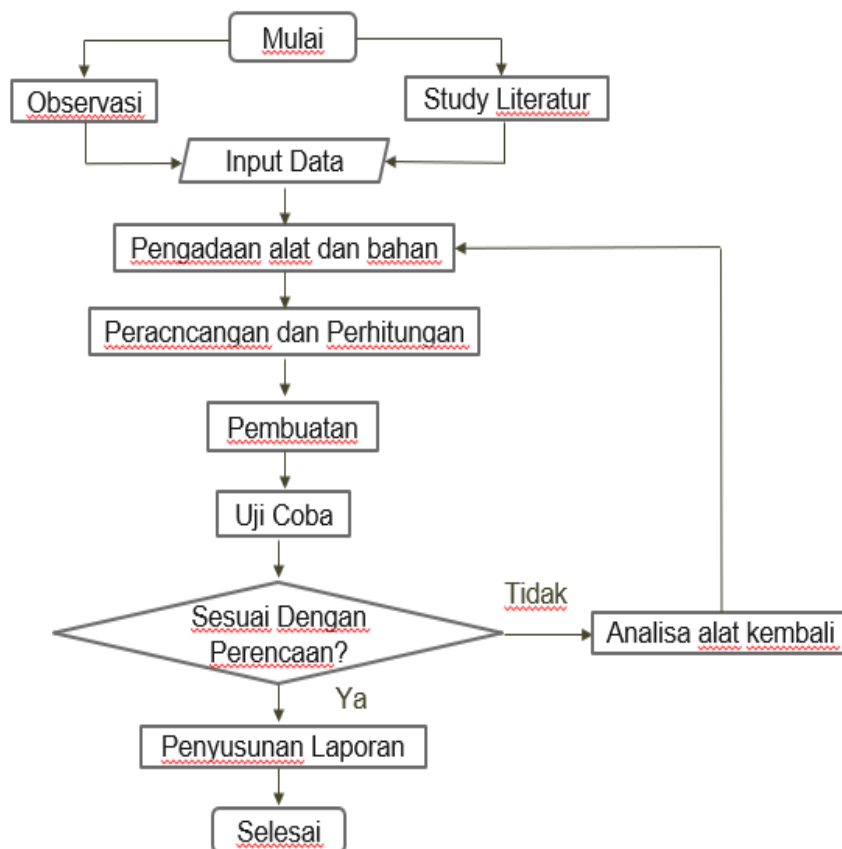 Mulai
Observasi
Study Literatur
Input Data
Pengadaan alat dan bahan
Peracncangan dan Perhitungan
Pembuatan
Uji Coba
Sesuai Dengan
Perencaan?
Tidak
Analisa alat kembali
Ya
Penyusunan Laporan
Selesai